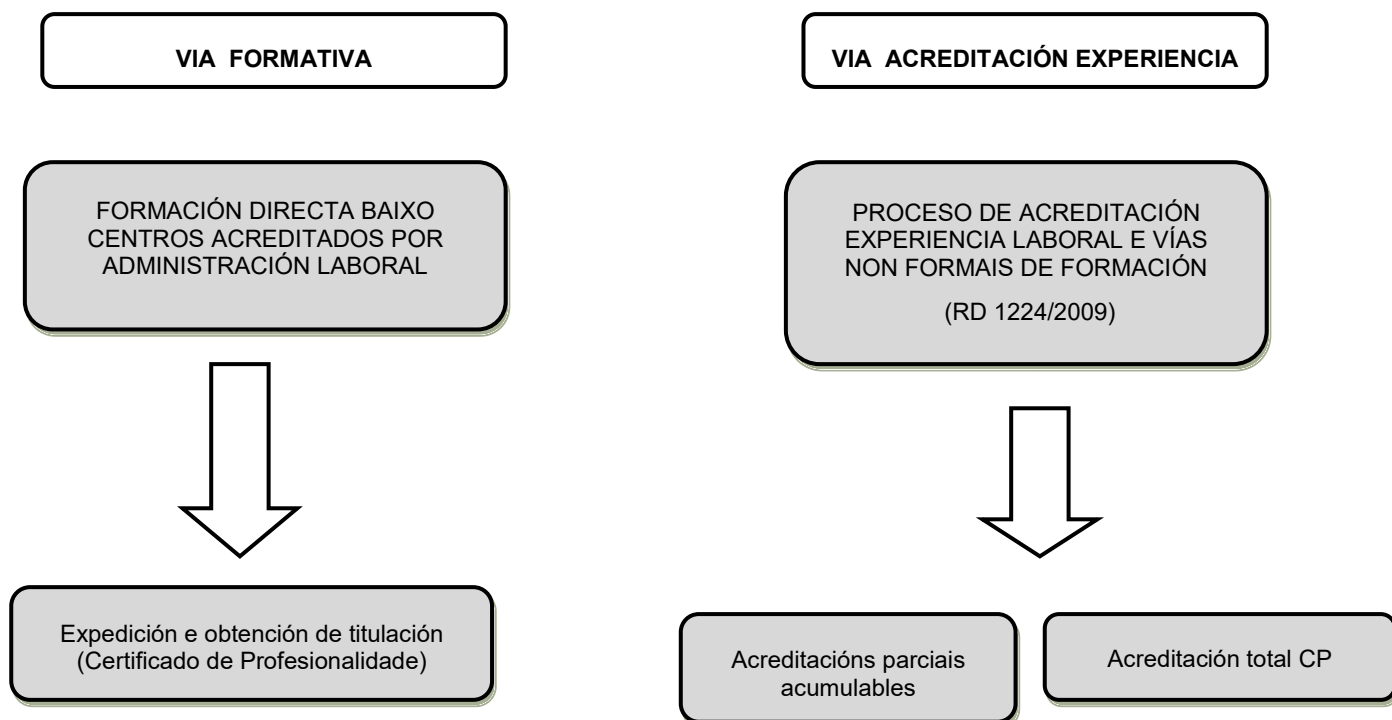 VIA FORMATIVA
FORMACIÓN DIRECTA BAIXO
CENTROS ACREDITADOS POR
ADMINISTRACIÓN LABORAL
Expedición e obtención de titulación
(Certificado de Profesionalidade)
VIA ACREDITACIÓN EXPERIENCIA
PROCESO DE ACREDITACIÓN
EXPERIENCIA LABORAL E VÍAS
NON FORMAIS DE FORMACIÓN
(RD 1224/2009)
Acreditacións parciais
acumulables
Acreditación total CP